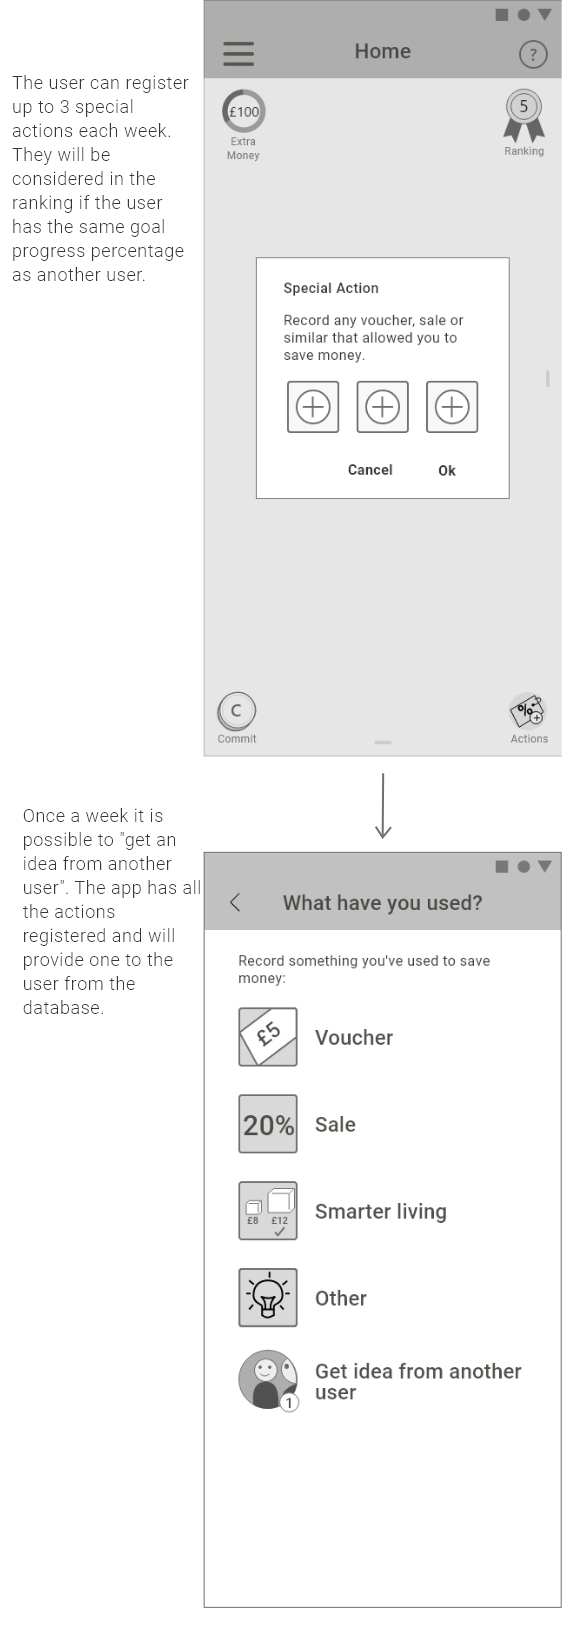 Home
?
The user can register
up to 3 special
actions each week.
They will be
considered in the
ranking if the user
has the same goal
progress percentage
as another user.
£100
Extra
Money
5
Ranking
Special Action
Record any voucher, sale or
similar that allowed you to
save money.
Cancel
Ok
C
Commit
%
Actions
Once a week it is
possible to "get an
idea from another
user". The app has all
the actions
registered and will
provide one to the
user from the
database.
What have you used?
Record something you've used to save
money:
£5
Voucher
20%
Sale
£8
£12
Smarter living
Other
Get idea from another
user
1